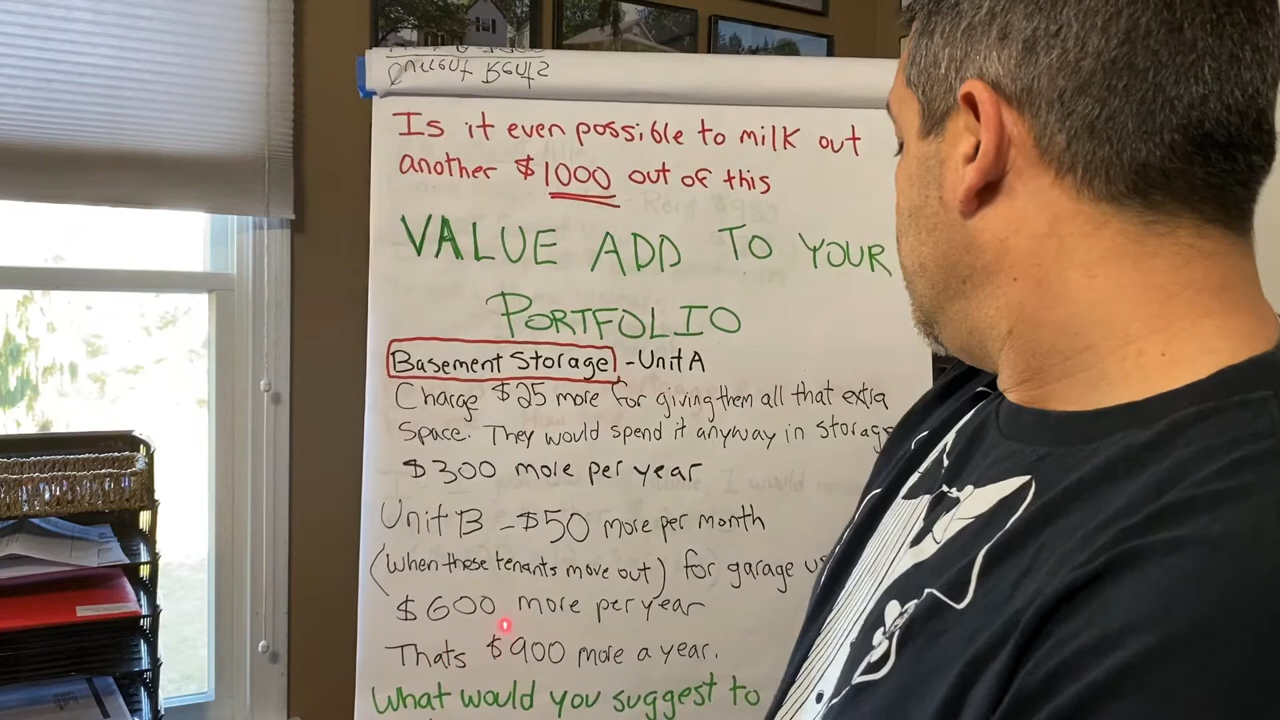 Current Rents
Is it even possible to milk out
another $1000 out of this
VALUE ADD TO YOUR
PORTFOLIO
Basement Storage - Unit A
Charge $25 more for giving them all that extra
Space. They would spend it anyway in storage
$300 more per year
Unit B - $50 more per month
(when these tenants move out) for garage
$600 more per year
Thats $900 more a year.
What would you suggest to